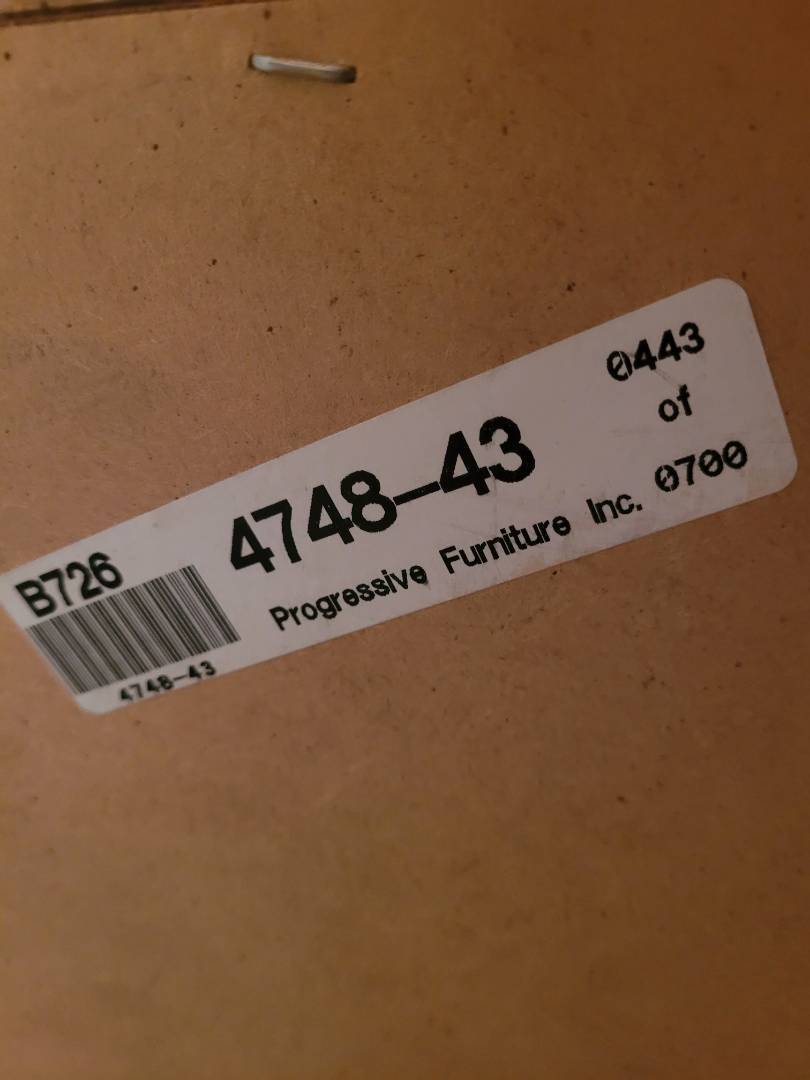 B726
4748-43
4748-43
Progressive Furniture Inc.
0443
of
0700